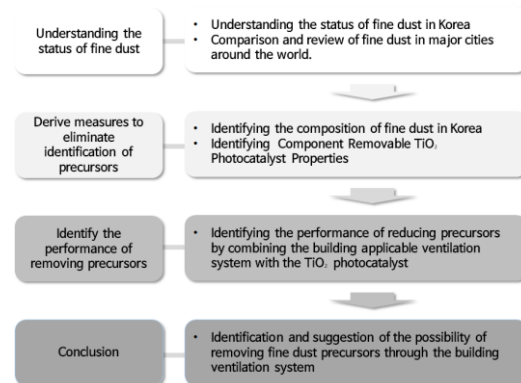 Understanding the
status of fine dust
• Understanding the status of fine dust in Korea
• Comparison and review of fine dust in major cities
around the world.
Derive measures to
eliminate
identification of
precursors
• Identifying the composition of fine dust in Korea
• Identifying Component Removable TiO₂
Photocatalyst Properties
Identify the
performance of
removing precursors
• Identifying the performance of reducing precursors
by combining the building applicable ventilation
system with the TiO₂ photocatalyst
Conclusion
• Identification and suggestion of the possibility of
removing fine dust precursors through the building
ventilation system